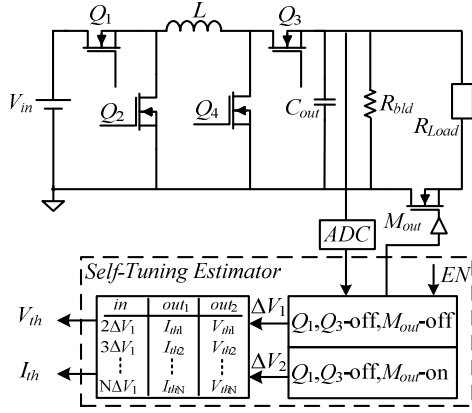 Q1
L
Q3
Vin
Q2
Q4
Cout
Rbld
RLoad
Mout
ADC
Self-Tuning Estimator
EN
in out1 out2
2ΔV1 Ith1 Vth1
3ΔV1 Ith2 Vth2
⋮ ⋮ ⋮
NΔV1 IthN VthN
Vth
Ith
ΔV1
ΔV2
Q1,Q3-off,Mout-off
Q1,Q3-off,Mout-on